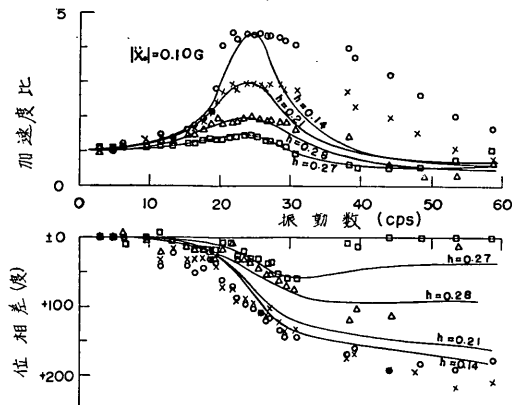 5
|Ẍ₀|=0.10G
加速度比
h=0.14
h=0.21
h=0.28
h=0.27
0
0 10 20 30 40 50 60
振動数 (cps)
±0
+100
+200
位相差(度)
h=0.27
h=0.28
h=0.21
h=0.14